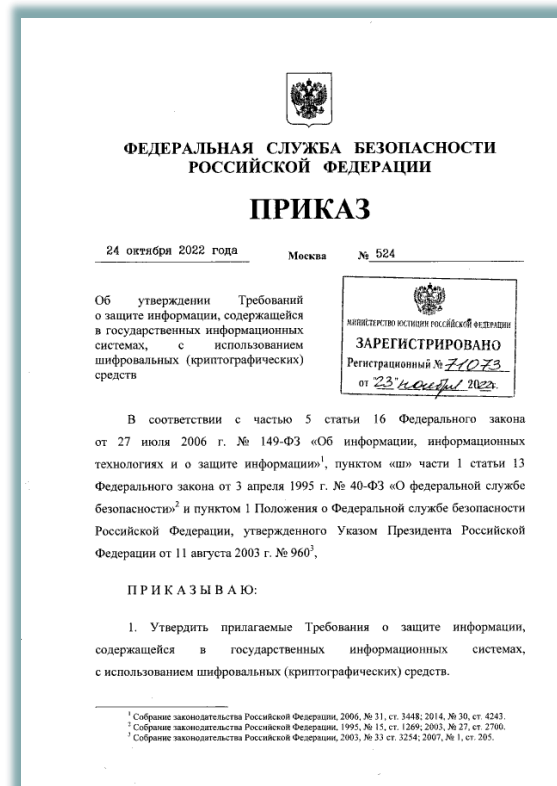 ФЕДЕРАЛЬНАЯ СЛУЖБА БЕЗОПАСНОСТИ
РОССИЙСКОЙ ФЕДЕРАЦИИ
ПРИКАЗ
24 октября 2022 года Москва № 524
Об утверждении Требований
о защите информации, содержащейся
в государственных информационных
системах, с использованием
шифровальных (криптографических)
средств
МИНИСТЕРСТВО ЮСТИЦИИ РОССИЙСКОЙ ФЕДЕРАЦИИ
ЗАРЕГИСТРИРОВАНО
Регистрационный № 71073
от "23" ноября 2022г.
В соответствии с частью 5 статьи 16 Федерального закона
от 27 июля 2006 г. № 149-ФЗ «Об информации, информационных
технологиях и о защите информации»¹, пунктом «ш» части 1 статьи 13
Федерального закона от 3 апреля 1995 г. № 40-ФЗ «О федеральной службе
безопасности»² и пунктом 1 Положения о Федеральной службе безопасности
Российской Федерации, утвержденного Указом Президента Российской
Федерации от 11 августа 2003 г. № 960³,
П Р И К А З Ы В А Ю:
1. Утвердить прилагаемые Требования о защите информации,
содержащейся в государственных информационных системах,
с использованием шифровальных (криптографических) средств.
¹ Собрание законодательства Российской Федерации, 2006, № 31, ст. 3448; 2014, № 30, ст. 4243.
² Собрание законодательства Российской Федерации, 1995, № 15, ст. 1269; 2003, № 27, ст. 2700.
³ Собрание законодательства Российской Федерации, 2003, № 33 ст. 3254; 2007, № 1, ст. 205.